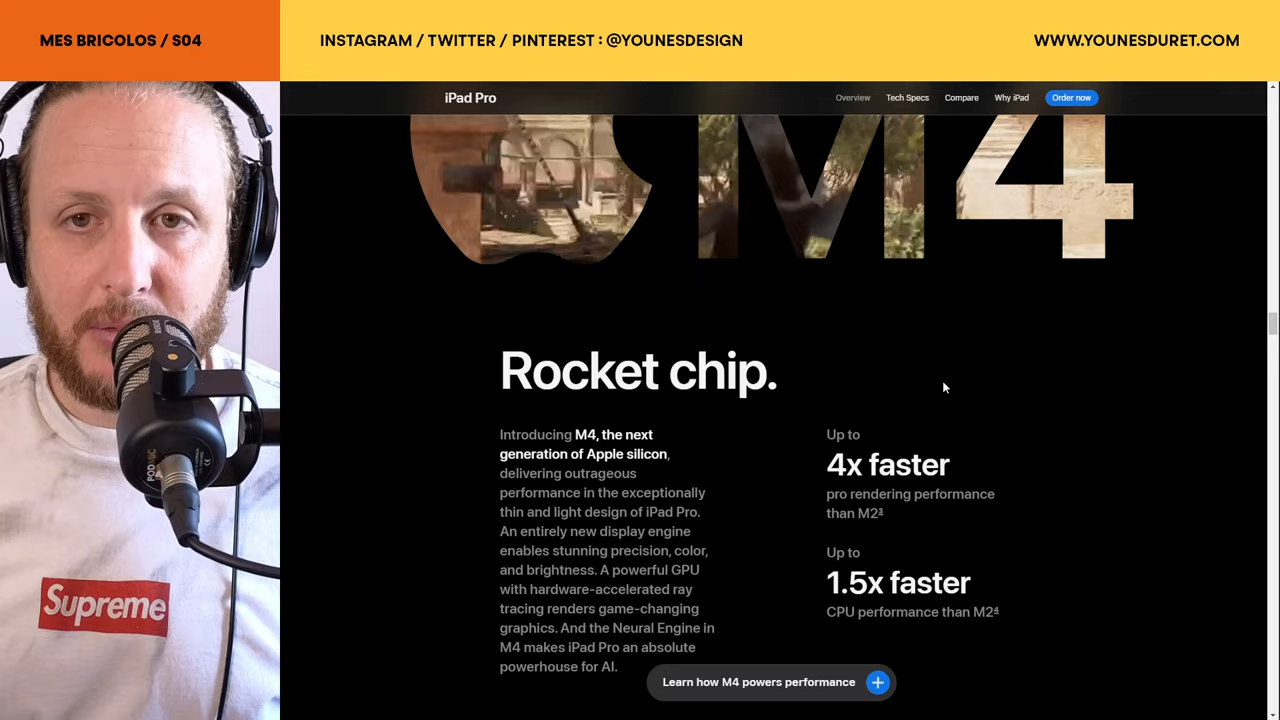 MES BRICOLOS / S04
INSTAGRAM / TWITTER / PINTEREST : @YOUNESDESIGN
WWW.YOUNESDURET.COM
iPad Pro
Overview
Tech Specs
Compare
Why iPad
Order now
M4
Rocket chip.
Introducing M4, the next
generation of Apple silicon,
delivering outrageous
performance in the exceptionally
thin and light design of iPad Pro.
An entirely new display engine
enables stunning precision, color,
and brightness. A powerful GPU
with hardware-accelerated ray
tracing renders game-changing
graphics. And the Neural Engine in
M4 makes iPad Pro an absolute
powerhouse for AI.
Up to
4x faster
pro rendering performance
than M2³
Up to
1.5x faster
CPU performance than M2⁴
Learn how M4 powers performance
PODMIC
Supreme